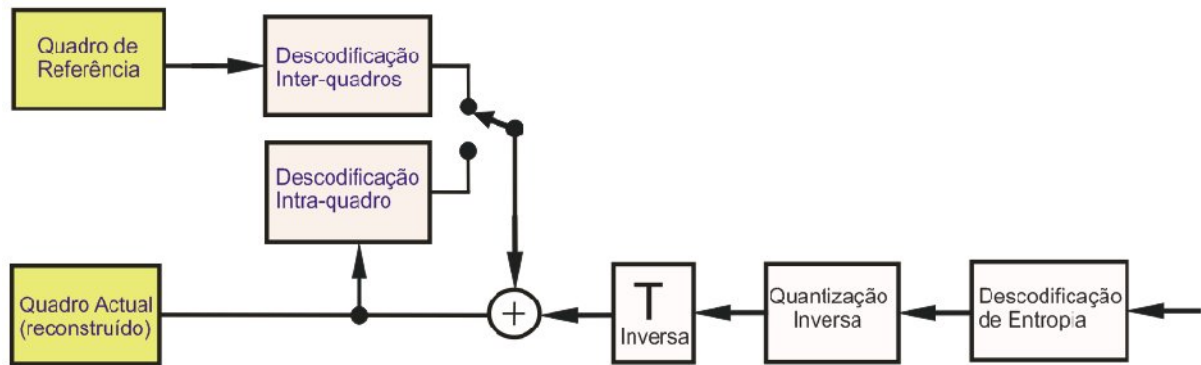 Quadro de
Referência
Descodificação
Inter-quadros
Descodificação
Intra-quadro
Quadro Actual
(reconstruído)
+
T
Inversa
Quantização
Inversa
Descodificação
de Entropia